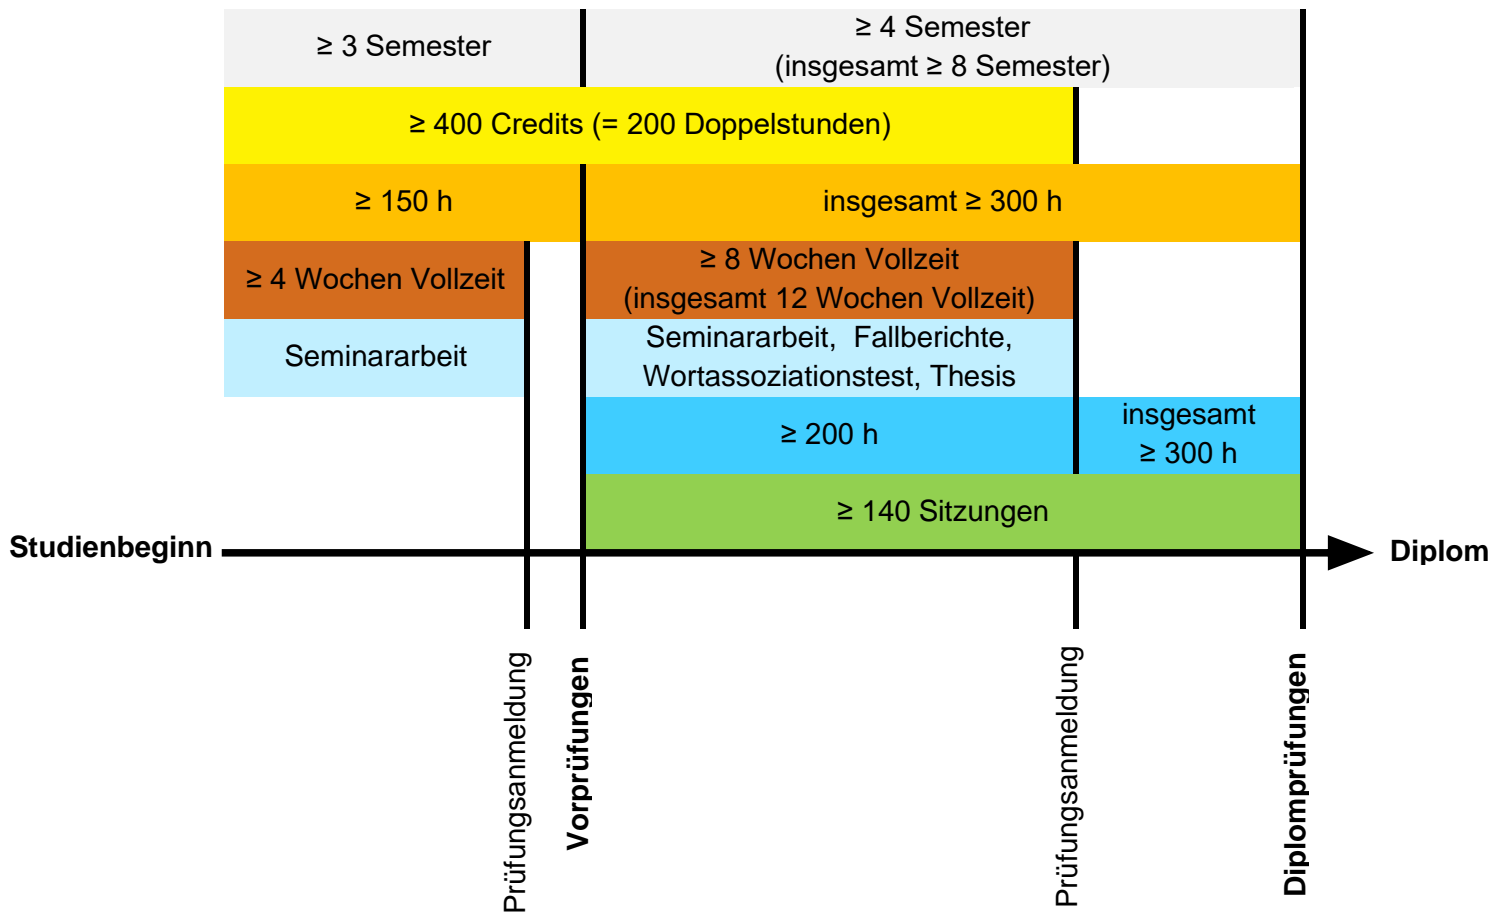 ≥ 3 Semester
≥ 4 Semester
(insgesamt ≥ 8 Semester)
≥ 400 Credits (= 200 Doppelstunden)
≥ 150 h
insgesamt ≥ 300 h
≥ 4 Wochen Vollzeit
≥ 8 Wochen Vollzeit
(insgesamt 12 Wochen Vollzeit)
Seminararbeit
Seminararbeit, Fallberichte,
Wortassoziationstest, Thesis
≥ 200 h
insgesamt
≥ 300 h
≥ 140 Sitzungen
Studienbeginn
Diplom
Prüfungsanmeldung
Vorprüfungen
Prüfungsanmeldung
Diplomprüfungen